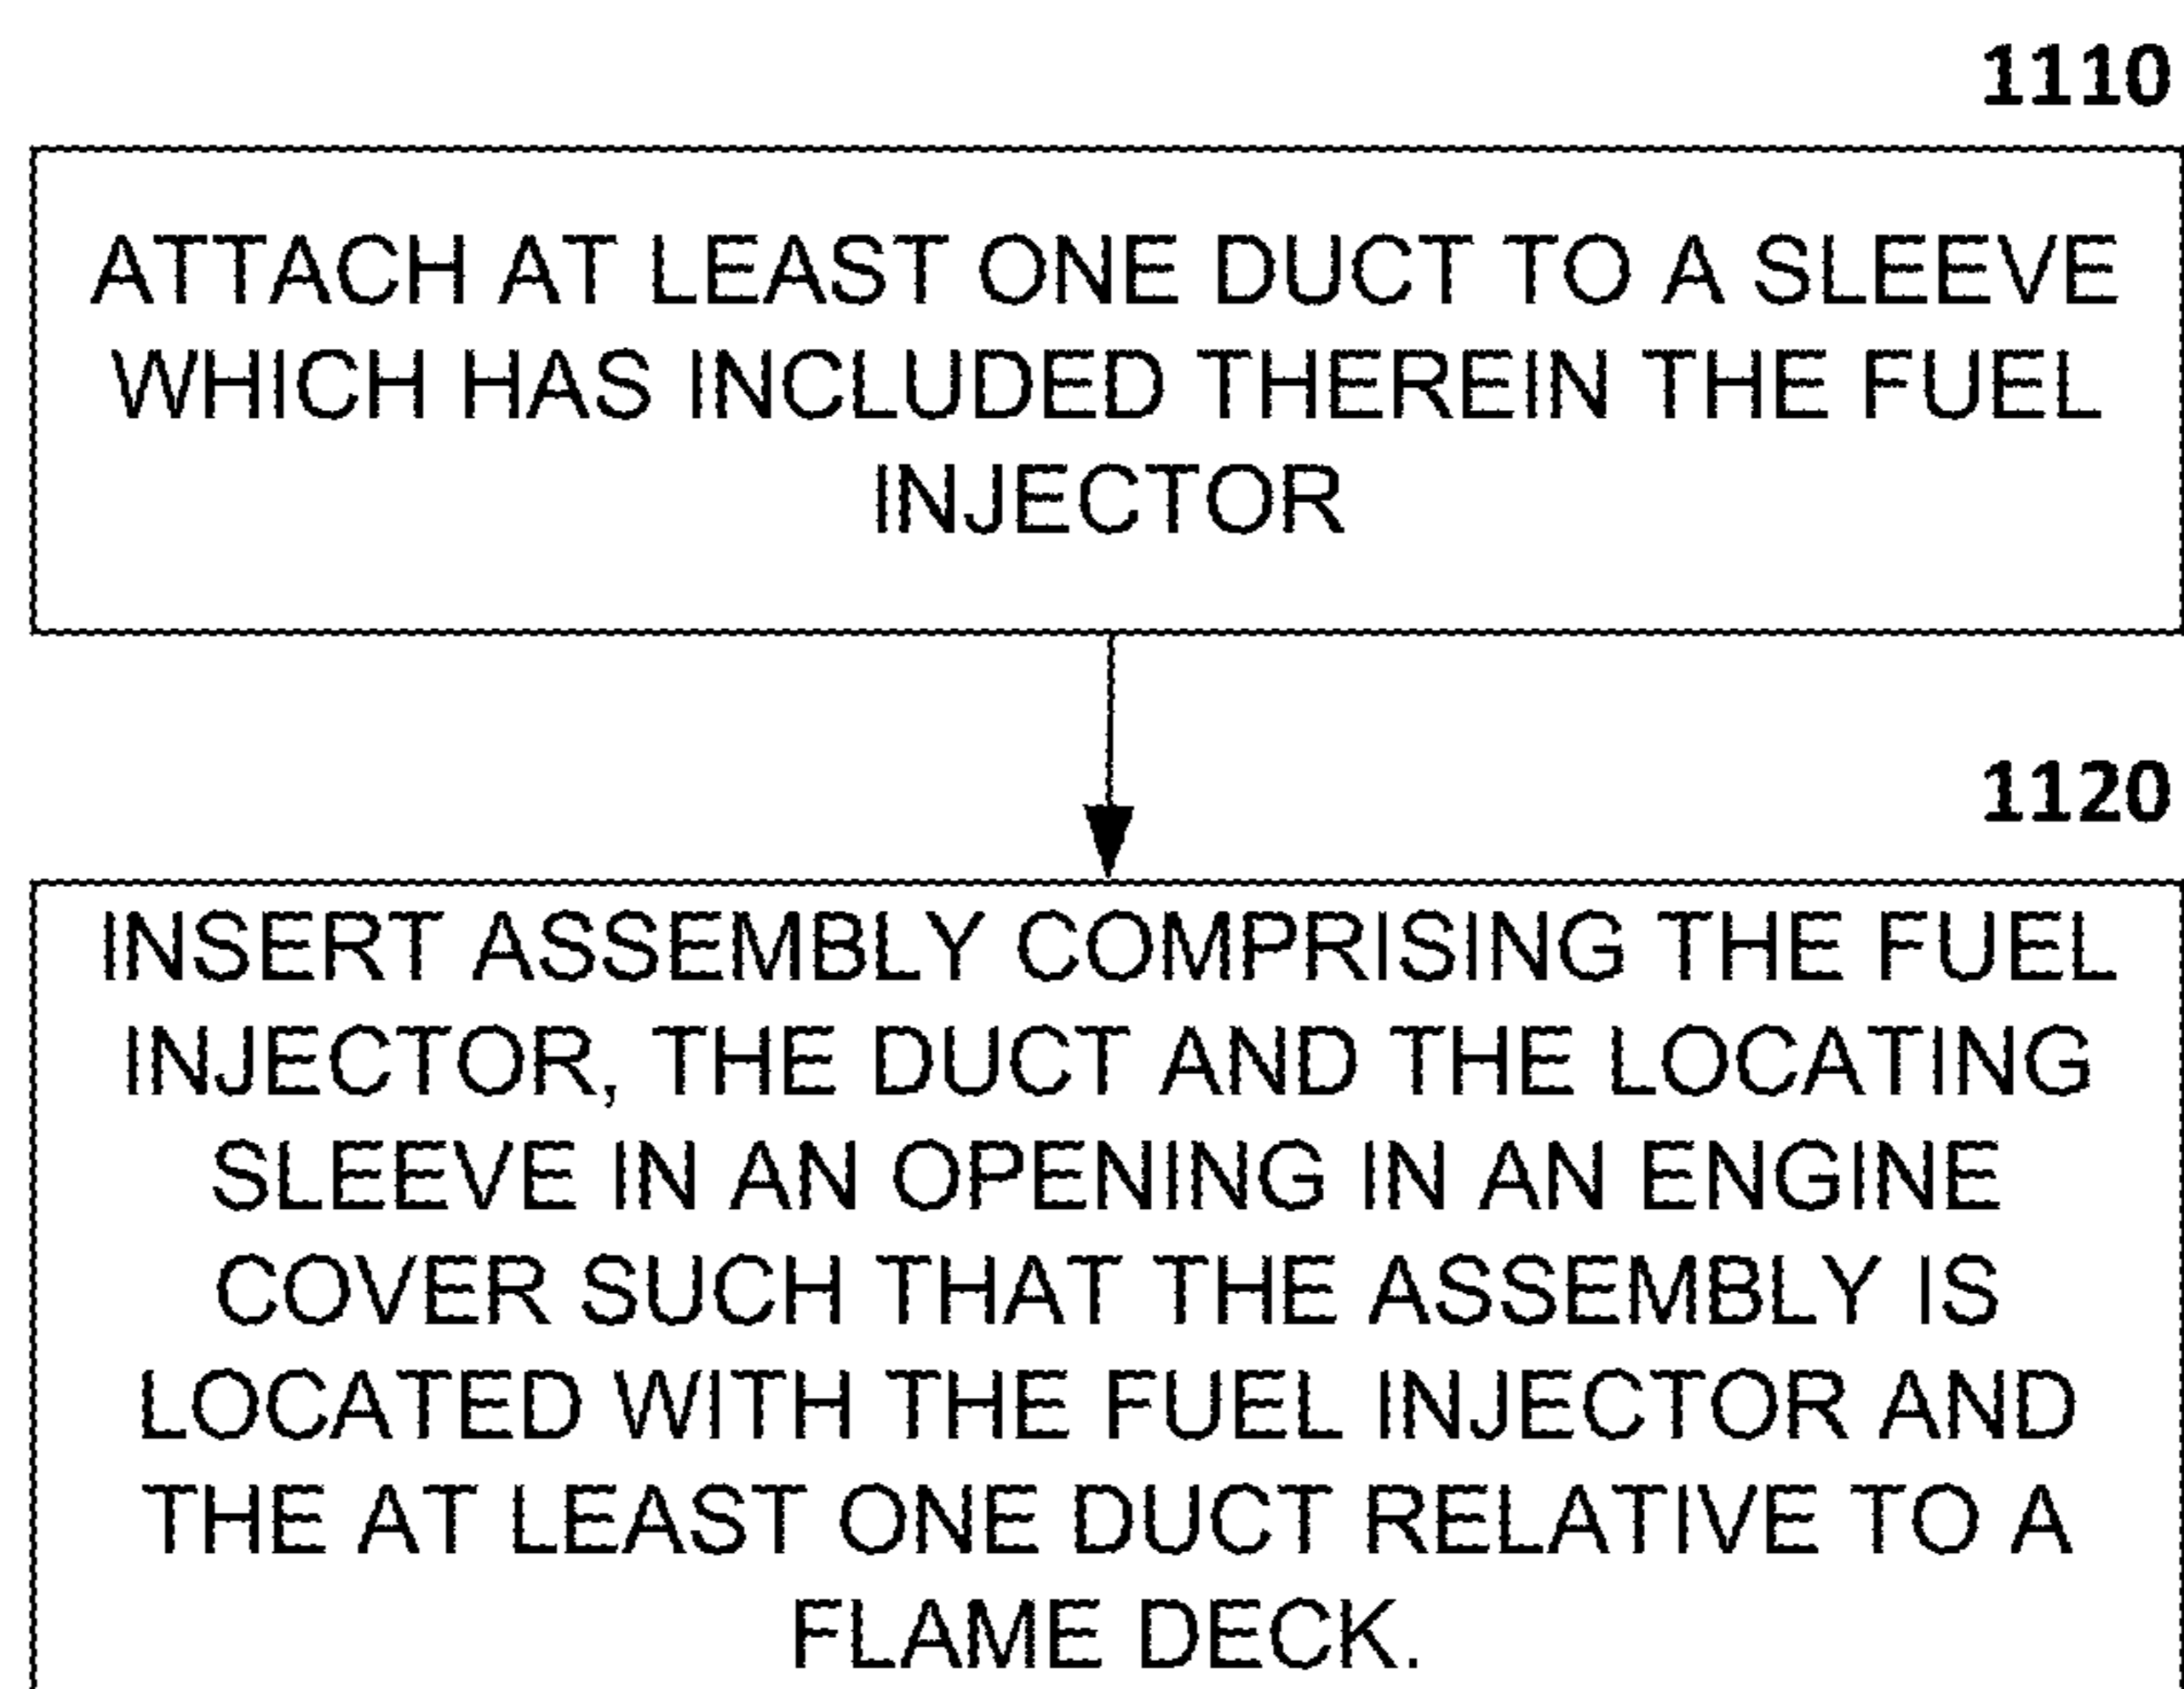 1110
ATTACH AT LEAST ONE DUCT TO A SLEEVE
WHICH HAS INCLUDED THEREIN THE FUEL
INJECTOR
1120
INSERT ASSEMBLY COMPRISING THE FUEL
INJECTOR, THE DUCT AND THE LOCATING
SLEEVE IN AN OPENING IN AN ENGINE
COVER SUCH THAT THE ASSEMBLY IS
LOCATED WITH THE FUEL INJECTOR AND
THE AT LEAST ONE DUCT RELATIVE TO A
FLAME DECK.